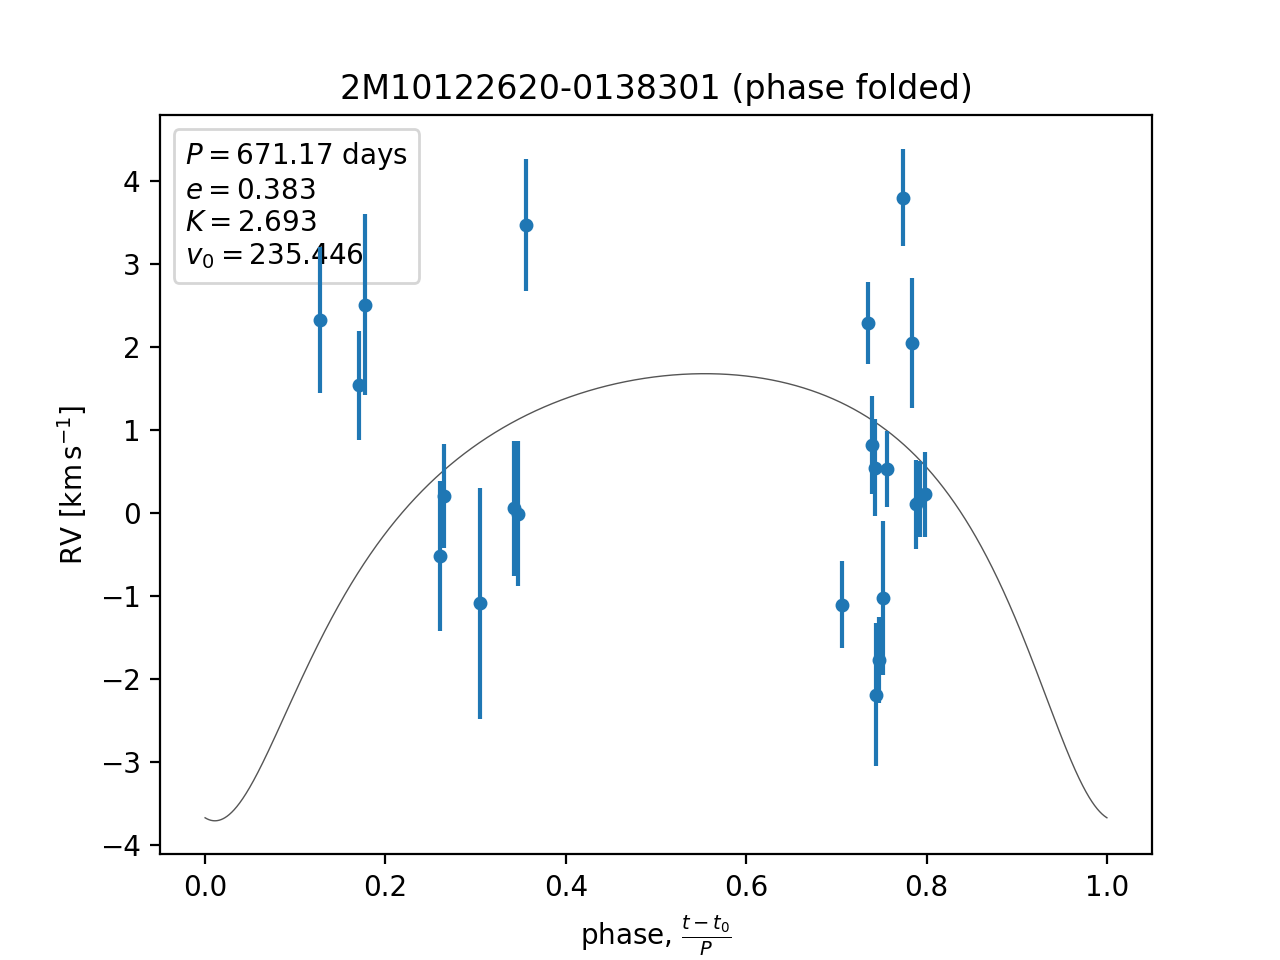 2M10122620-0138301 (phase folded)
P = 671.17 days
e = 0.383
K = 2.693
v₀ = 235.446
4
3
2
1
0
−1
−2
−3
−4
RV [km s⁻¹]
0.0 0.2 0.4 0.6 0.8 1.0
phase, (t − t₀)/P